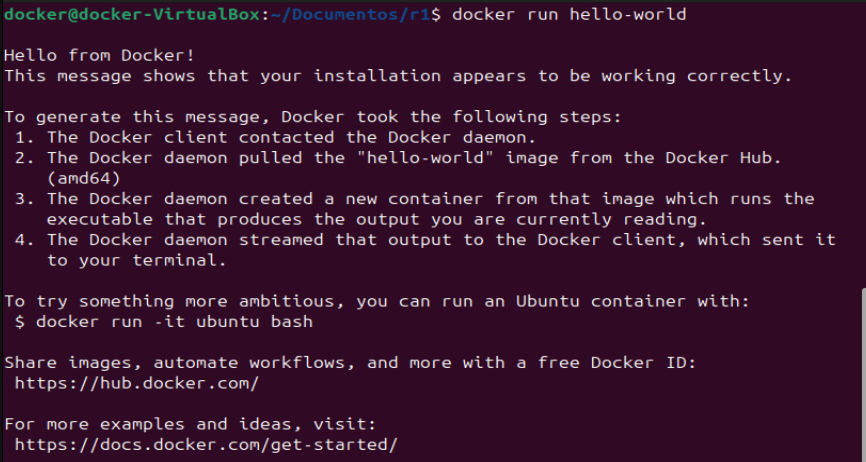 docker@docker-VirtualBox:~/Documentos/r1$ docker run hello-world
Hello from Docker!
This message shows that your installation appears to be working correctly.
To generate this message, Docker took the following steps:
1. The Docker client contacted the Docker daemon.
2. The Docker daemon pulled the "hello-world" image from the Docker Hub.
(amd64)
3. The Docker daemon created a new container from that image which runs the
executable that produces the output you are currently reading.
4. The Docker daemon streamed that output to the Docker client, which sent it
to your terminal.
To try something more ambitious, you can run an Ubuntu container with:
$ docker run -it ubuntu bash
Share images, automate workflows, and more with a free Docker ID:
https://hub.docker.com/
For more examples and ideas, visit:
https://docs.docker.com/get-started/